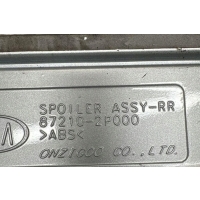 SPOILER ASSY-RR
87210-2P000
>ABS<
CO.,LTD.